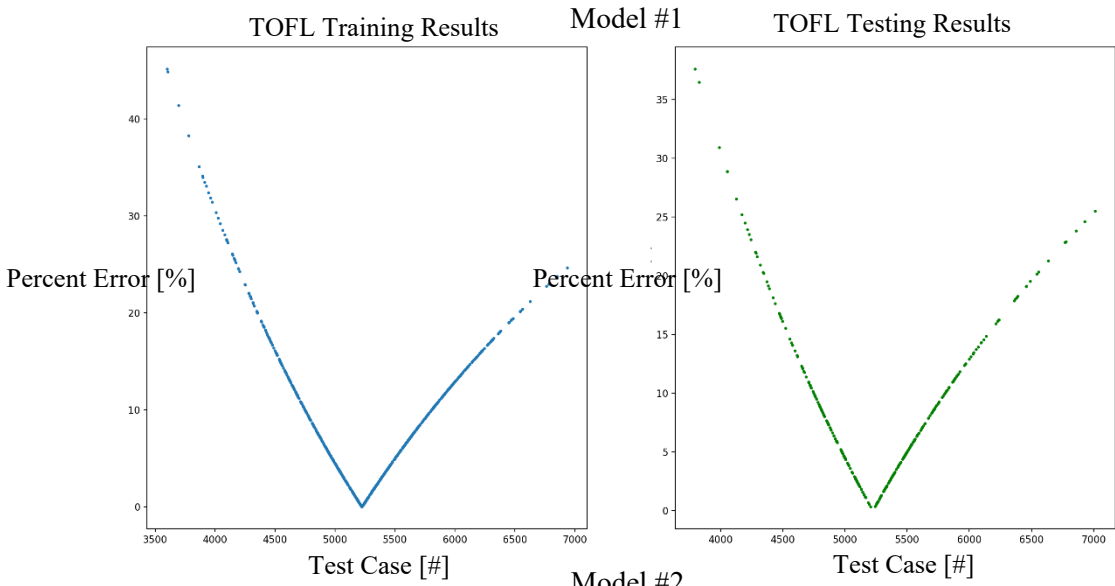 Model #1
TOFL Training Results
TOFL Testing Results
40
30
20
10
0
35
30
25
20
15
10
5
0
Percent Error [%]
Percent Error [%]
3500 4000 4500 5000 5500 6000 6500 7000
4000 4500 5000 5500 6000 6500 7000
Test Case [#]
Test Case [#]
Model #2